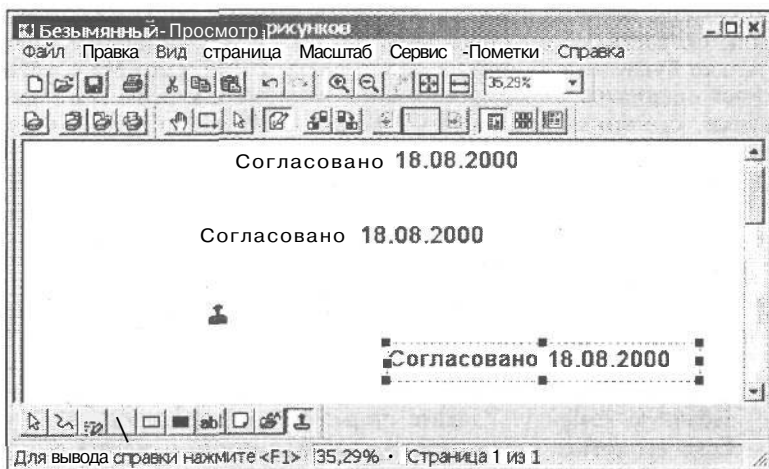 Безымянный - Просмотр рисунков
Файл Правка Вид страница Масштаб Сервис -Пометки Справка
35,29%
Согласовано 18.08.2000
Согласовано 18.08.2000
Согласовано 18.08.2000
ab
Для вывода справки нажмите <F1> 35,29% • Страница 1 из 1